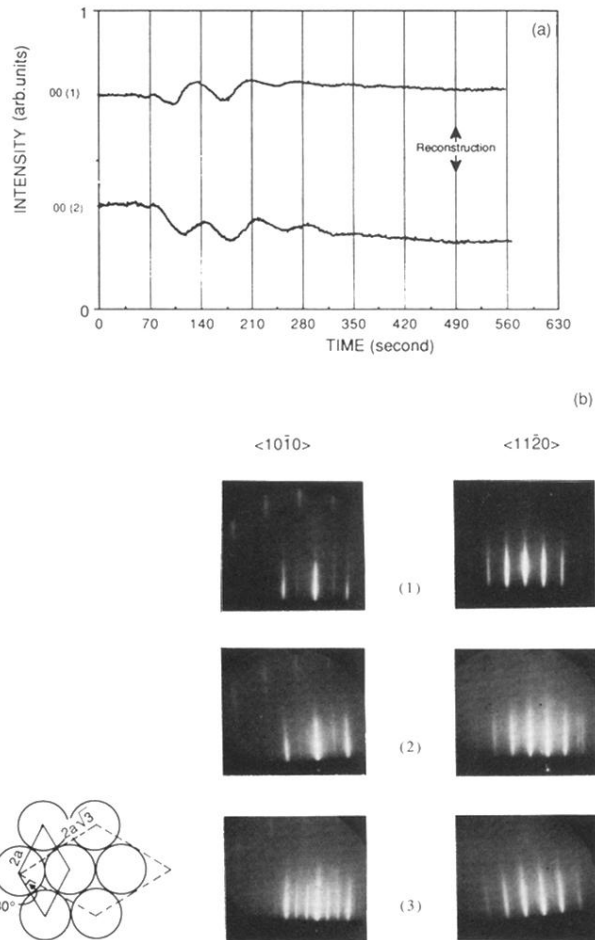 1
(a)
INTENSITY (arb.units)
00 (1)
Reconstruction
00 (2)
0
0 70 140 210 280 350 420 490 560 630
TIME (second)
(b)
<101̄0> <112̄0>
(1)
(2)
2a√3
2a
(3)